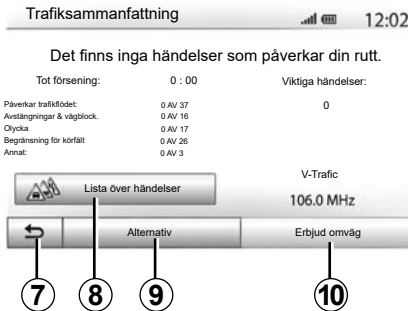 Trafiksammanfattning 12:02
Det finns inga händelser som påverkar din rutt.
Tot försening: 0 : 00 Viktiga händelser:
Påverkar trafikflödet: 0 AV 37 0
Avstängningar & vägblock. 0 AV 16
Olycka 0 AV 17
Begränsning för körfält 0 AV 26
Annat: 0 AV 3
V-Trafic
Lista över händelser 106.0 MHz
Alternativ Erbjud omväg
7 8 9 10